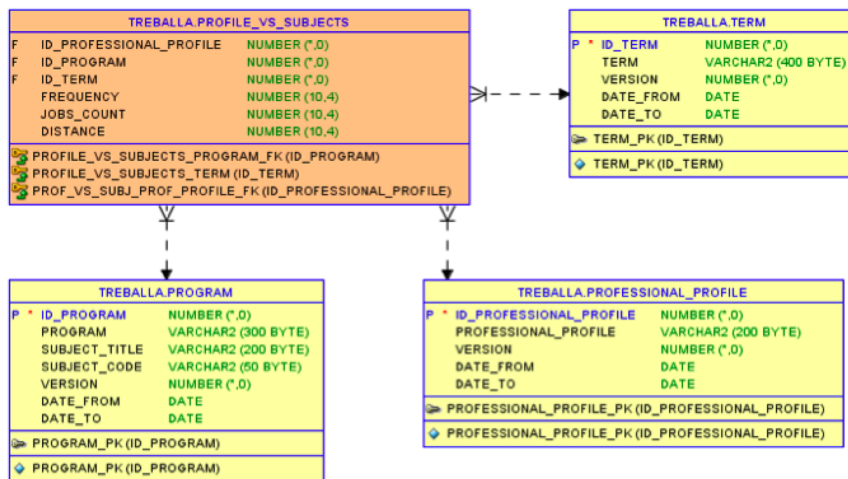 TREBALLA.PROFILE_VS_SUBJECTS
F ID_PROFESSIONAL_PROFILE NUMBER (*,0)
F ID_PROGRAM NUMBER (*,0)
F ID_TERM NUMBER (*,0)
FREQUENCY NUMBER (10,4)
JOBS_COUNT NUMBER (10,4)
DISTANCE NUMBER (10,4)
PROFILE_VS_SUBJECTS_PROGRAM_FK (ID_PROGRAM)
PROFILE_VS_SUBJECTS_TERM (ID_TERM)
PROF_VS_SUBJ_PROF_PROFILE_FK (ID_PROFESSIONAL_PROFILE)
TREBALLA.TERM
P * ID_TERM NUMBER (*,0)
TERM VARCHAR2 (400 BYTE)
VERSION NUMBER (*,0)
DATE_FROM DATE
DATE_TO DATE
TERM_PK (ID_TERM)
TERM_PK (ID_TERM)
TREBALLA.PROGRAM
P * ID_PROGRAM NUMBER (*,0)
PROGRAM VARCHAR2 (300 BYTE)
SUBJECT_TITLE VARCHAR2 (200 BYTE)
SUBJECT_CODE VARCHAR2 (50 BYTE)
VERSION NUMBER (*,0)
DATE_FROM DATE
DATE_TO DATE
PROGRAM_PK (ID_PROGRAM)
PROGRAM_PK (ID_PROGRAM)
TREBALLA.PROFESSIONAL_PROFILE
P * ID_PROFESSIONAL_PROFILE NUMBER (*,0)
PROFESSIONAL_PROFILE VARCHAR2 (200 BYTE)
VERSION NUMBER (*,0)
DATE_FROM DATE
DATE_TO DATE
PROFESSIONAL_PROFILE_PK (ID_PROFESSIONAL_PROFILE)
PROFESSIONAL_PROFILE_PK (ID_PROFESSIONAL_PROFILE)